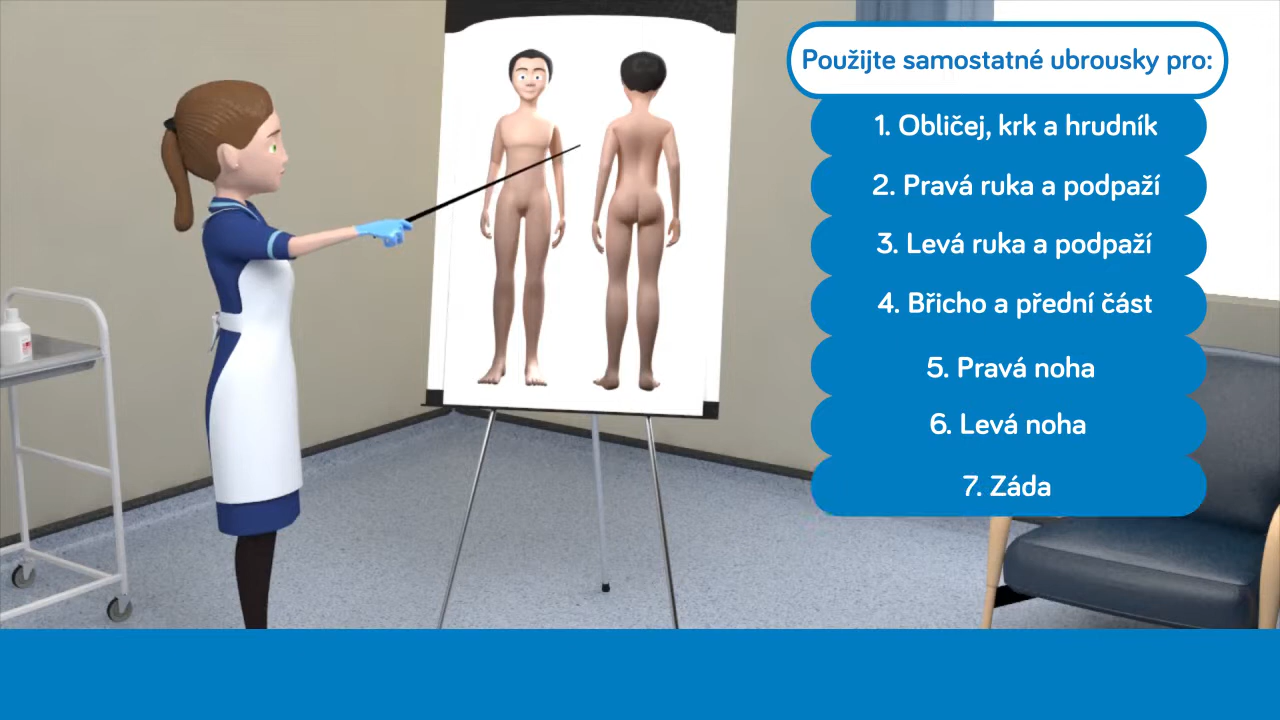 Použijte samostatné ubrousky pro:
1. Obličej, krk a hrudník
2. Pravá ruka a podpaží
3. Levá ruka a podpaží
4. Břicho a přední část
5. Pravá noha
6. Levá noha
7. Záda